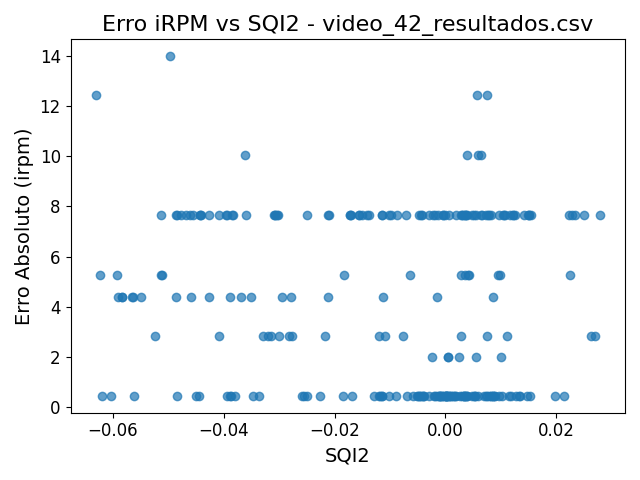 Erro iRPM vs SQI2 - video_42_resultados.csv
Erro Absoluto (irpm)
14
12
10
8
6
4
2
0
−0.06 −0.04 −0.02 0.00 0.02
SQI2